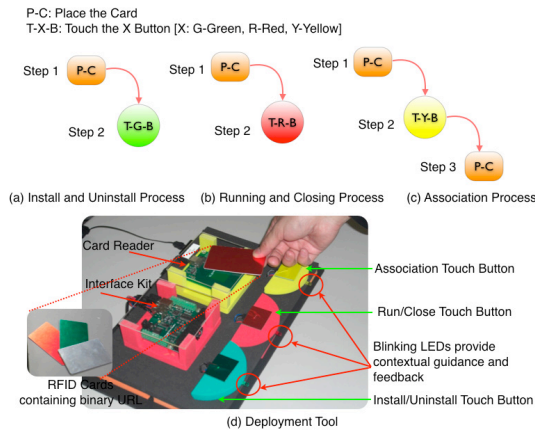 P-C: Place the Card
T-X-B: Touch the X Button [X: G-Green, R-Red, Y-Yellow]
Step 1
P-C
Step 2
T-G-B
(a) Install and Uninstall Process
Step 1
P-C
Step 2
T-R-B
(b) Running and Closing Process
Step 1
P-C
Step 2
T-Y-B
Step 3
P-C
(c) Association Process
Card Reader
Interface Kit
RFID Cards
containing binary URL
Association Touch Button
Run/Close Touch Button
Blinking LEDs provide
contextual guidance and
feedback
Install/Uninstall Touch Button
(d) Deployment Tool